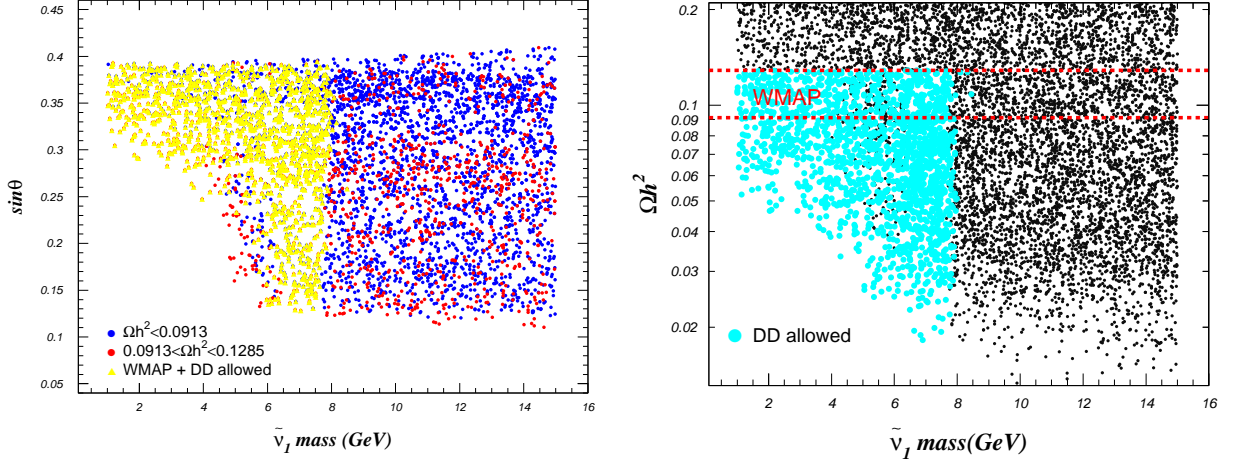 0.45
0.4
0.35
0.3
0.25
0.2
0.15
0.1
0.05
sinθ
Ωh²<0.0913
0.0913<Ωh²<0.1285
WMAP + DD allowed
2 4 6 8 10 12 14 16
ν̃₁ mass (GeV)
0.2
0.1
0.09
0.08
0.07
0.06
0.05
0.04
0.03
0.02
Ωh²
WMAP
DD allowed
2 4 6 8 10 12 14 16
ν̃₁ mass(GeV)